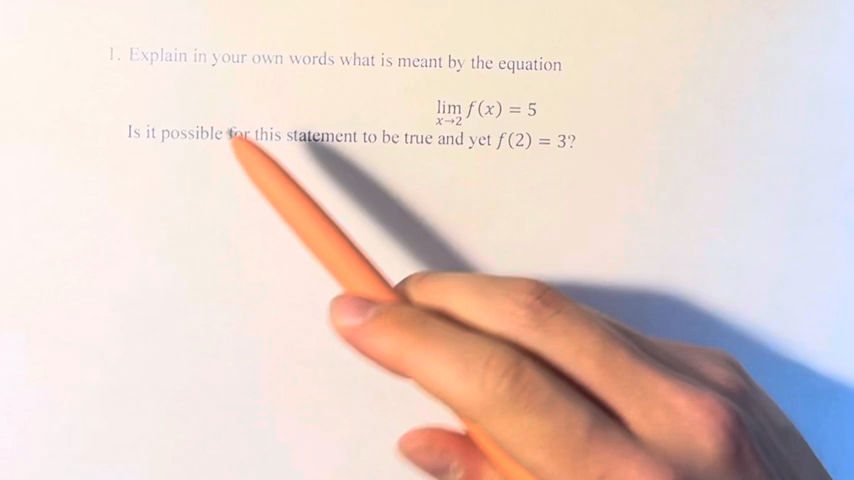 1. Explain in your own words what is meant by the equation
lim f(x) = 5
x→2
Is it possible for this statement to be true and yet f(2) = 3?